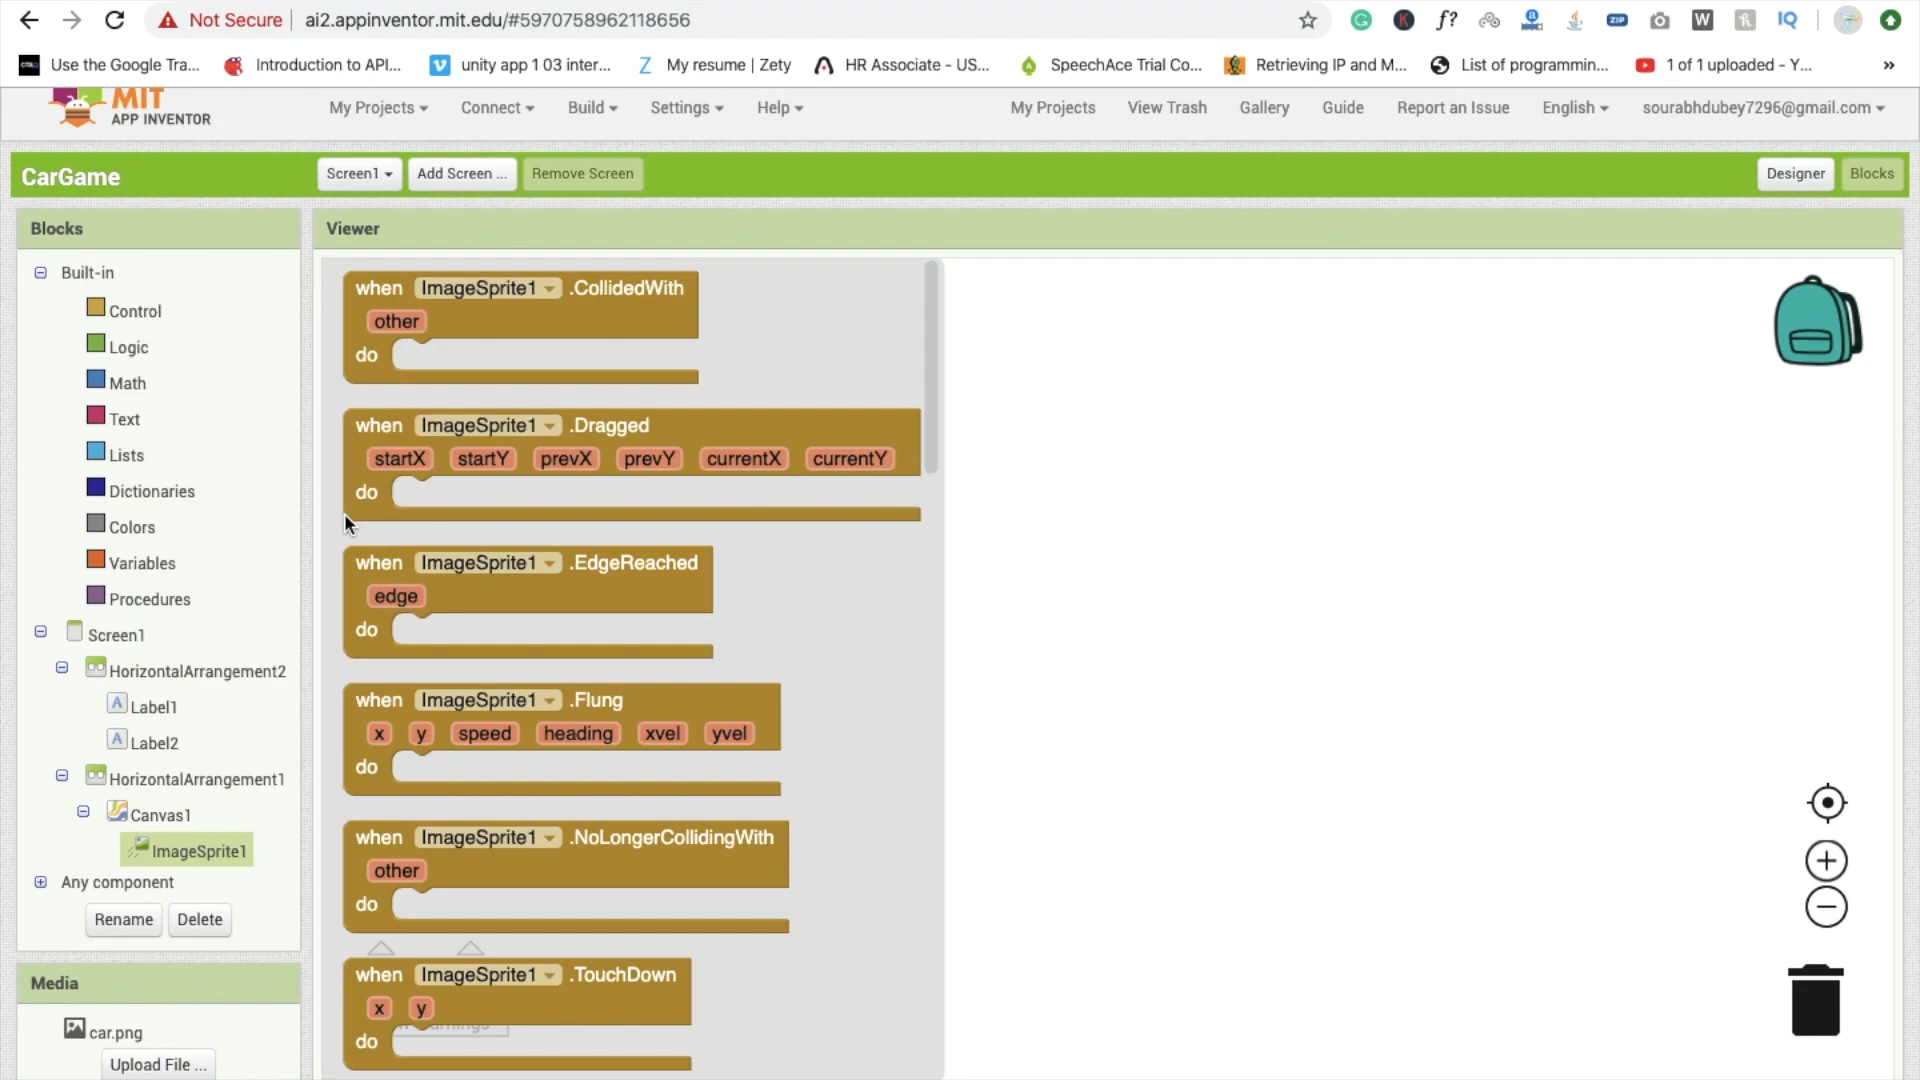 Not Secure ai2.appinventor.mit.edu/#5970758962118656
Use the Google Tra... Introduction to API... unity app 1 03 inter... My resume | Zety HR Associate - US... SpeechAce Trial Co... Retrieving IP and M... List of programmin... 1 of 1 uploaded - Y... »
MIT
APP INVENTOR
My Projects Connect Build Settings Help My Projects View Trash Gallery Guide Report an Issue English sourabhdubey7296@gmail.com
CarGame Screen1 Add Screen ... Remove Screen Designer Blocks
Blocks
Built-in
Control
Logic
Math
Text
Lists
Dictionaries
Colors
Variables
Procedures
Screen1
HorizontalArrangement2
Label1
Label2
HorizontalArrangement1
Canvas1
ImageSprite1
Any component
Rename Delete
Media
car.png
Upload File ...
Viewer
when ImageSprite1 .CollidedWith
other
do
when ImageSprite1 .Dragged
startX startY prevX prevY currentX currentY
do
when ImageSprite1 .EdgeReached
edge
do
when ImageSprite1 .Flung
x y speed heading xvel yvel
do
when ImageSprite1 .NoLongerCollidingWith
other
do
when ImageSprite1 .TouchDown
x y
do